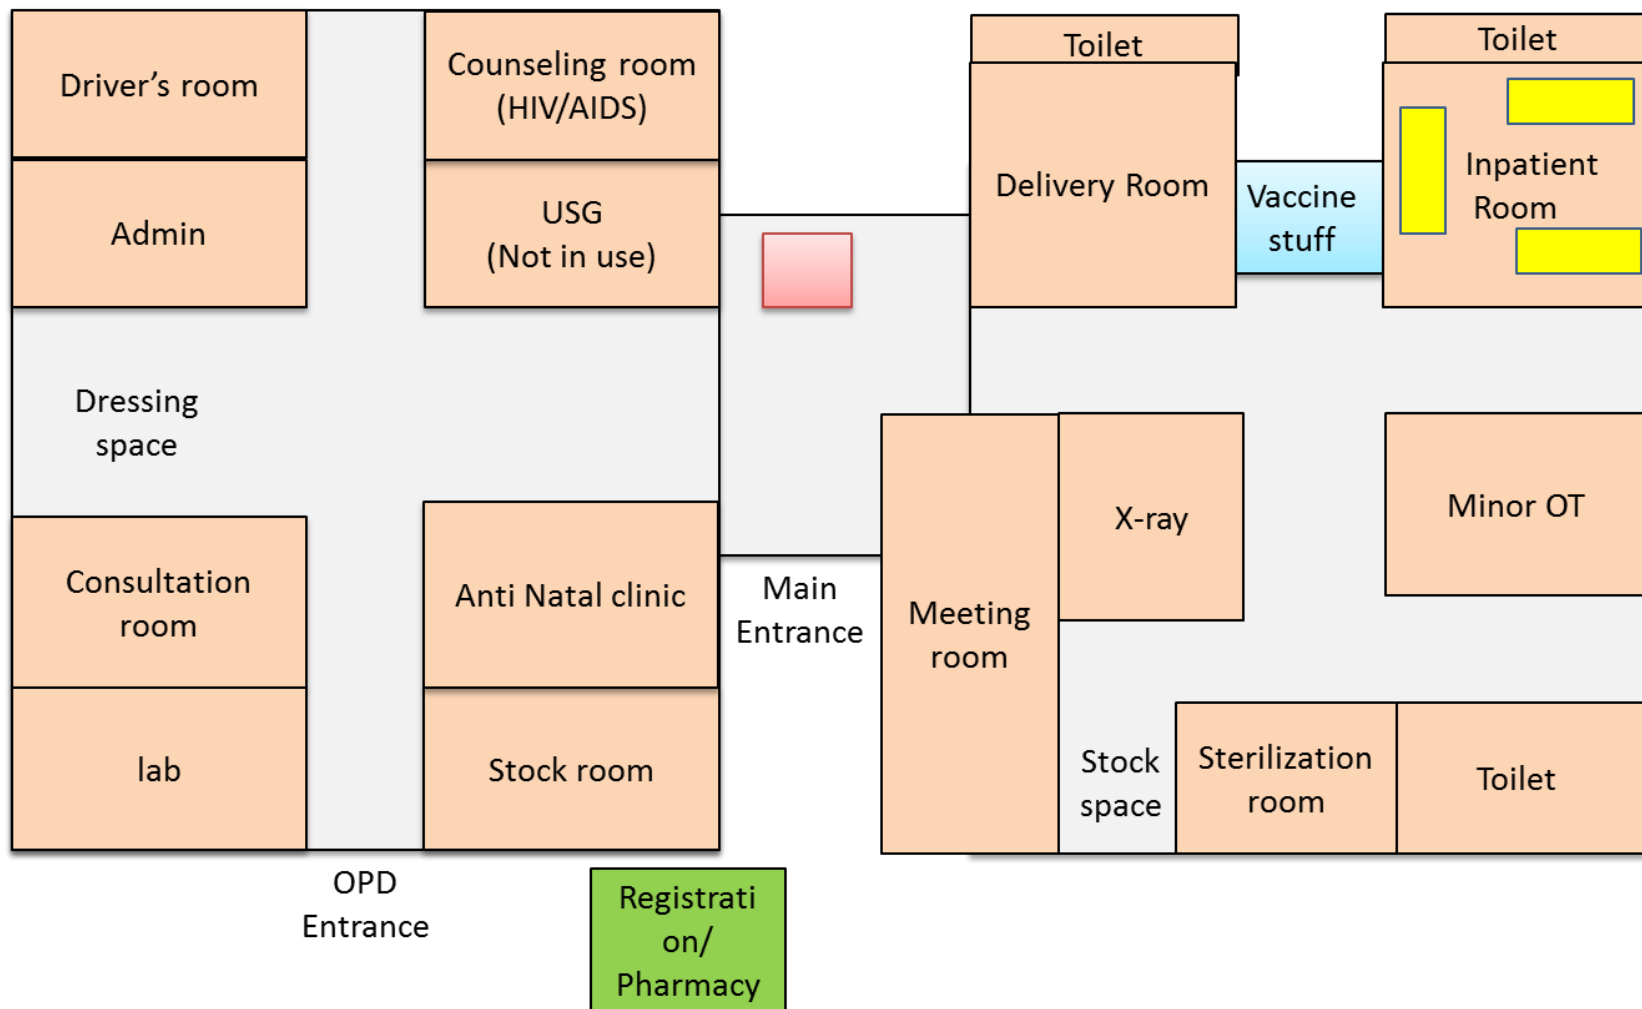 Driver's room
Counseling room
(HIV/AIDS)
Toilet
Toilet
Admin
USG
(Not in use)
Delivery Room
Vaccine
stuff
Inpatient
Room
Dressing
space
Consultation
room
Anti Natal clinic
Main
Entrance
Meeting
room
X-ray
Minor OT
lab
Stock room
Stock
space
Sterilization
room
Toilet
OPD
Entrance
Registrati
on/
Pharmacy